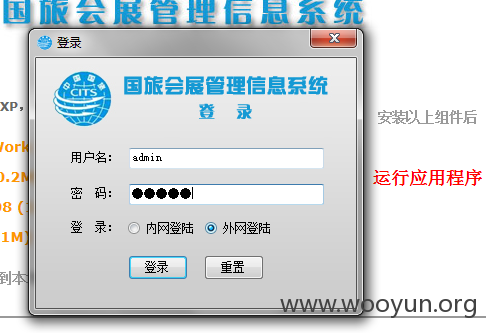 国旅会展管理信息系统
登录
中国国旅
CITS
国旅会展管理信息系统
登 录
XP，
安装以上组件后
用户名： admin
Work
0.2M
运行应用程序
密 码： ●●●●●
08 (
登 录： 内网登陆 外网登陆
1M)
登录 重置
到本
www.wooyun.org